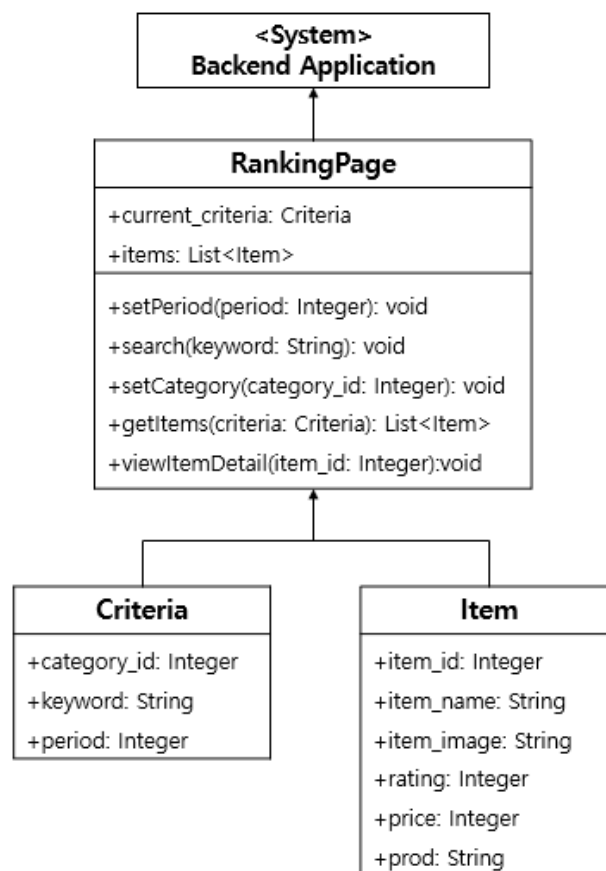 <System>
Backend Application
RankingPage
+current_criteria: Criteria
+items: List<Item>
+setPeriod(period: Integer): void
+search(keyword: String): void
+setCategory(category_id: Integer): void
+getItems(criteria: Criteria): List<Item>
+viewItemDetail(item_id: Integer):void
Criteria
+category_id: Integer
+keyword: String
+period: Integer
Item
+item_id: Integer
+item_name: String
+item_image: String
+rating: Integer
+price: Integer
+prod: String